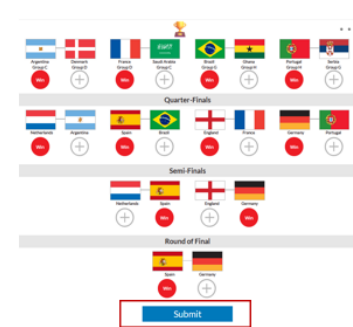 Argentina Denmark France Saudi Arabia Brazil Ghana Portugal Serbia
Group C Group D Group D Group C Group G Group H Group H Group G
Win Win Win Win
Quarter-Finals
Netherlands Argentina Spain Brazil England France Germany Portugal
Win Win Win Win
Semi-Finals
Netherlands Spain England Germany
Win Win
Round of Final
Spain Germany
Win
Submit